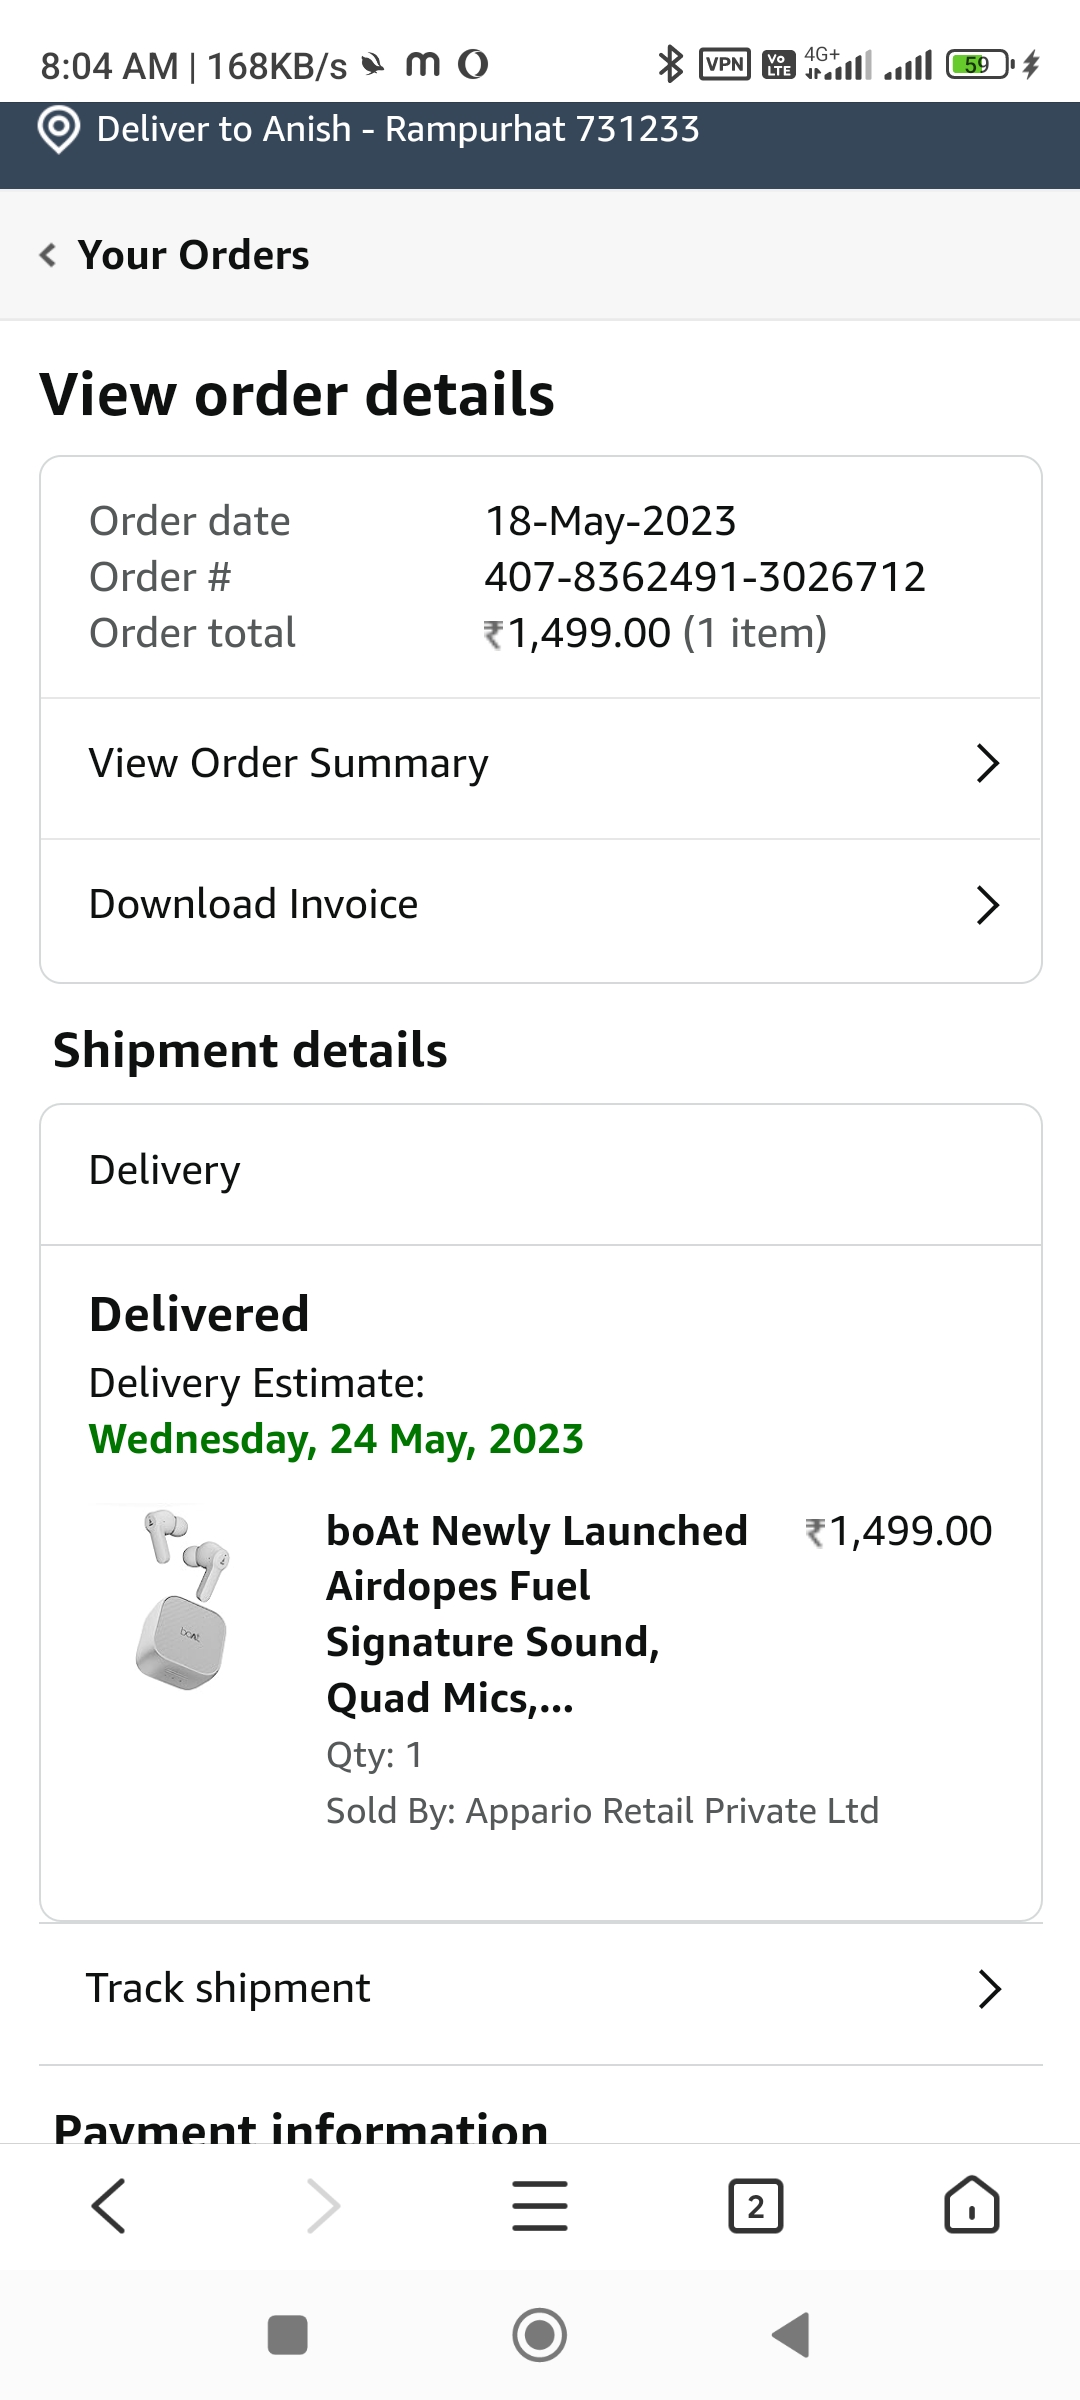 8:04 AM | 168KB/s
VPN
Vo
LTE
4G+
59
Deliver to Anish - Rampurhat 731233
Your Orders
View order details
Order date 18-May-2023
Order # 407-8362491-3026712
Order total ₹1,499.00 (1 item)
View Order Summary
Download Invoice
Shipment details
Delivery
Delivered
Delivery Estimate:
Wednesday, 24 May, 2023
boAt Newly Launched ₹1,499.00
Airdopes Fuel
Signature Sound,
Quad Mics,...
boAt
Qty: 1
Sold By: Appario Retail Private Ltd
Track shipment
Payment information
2